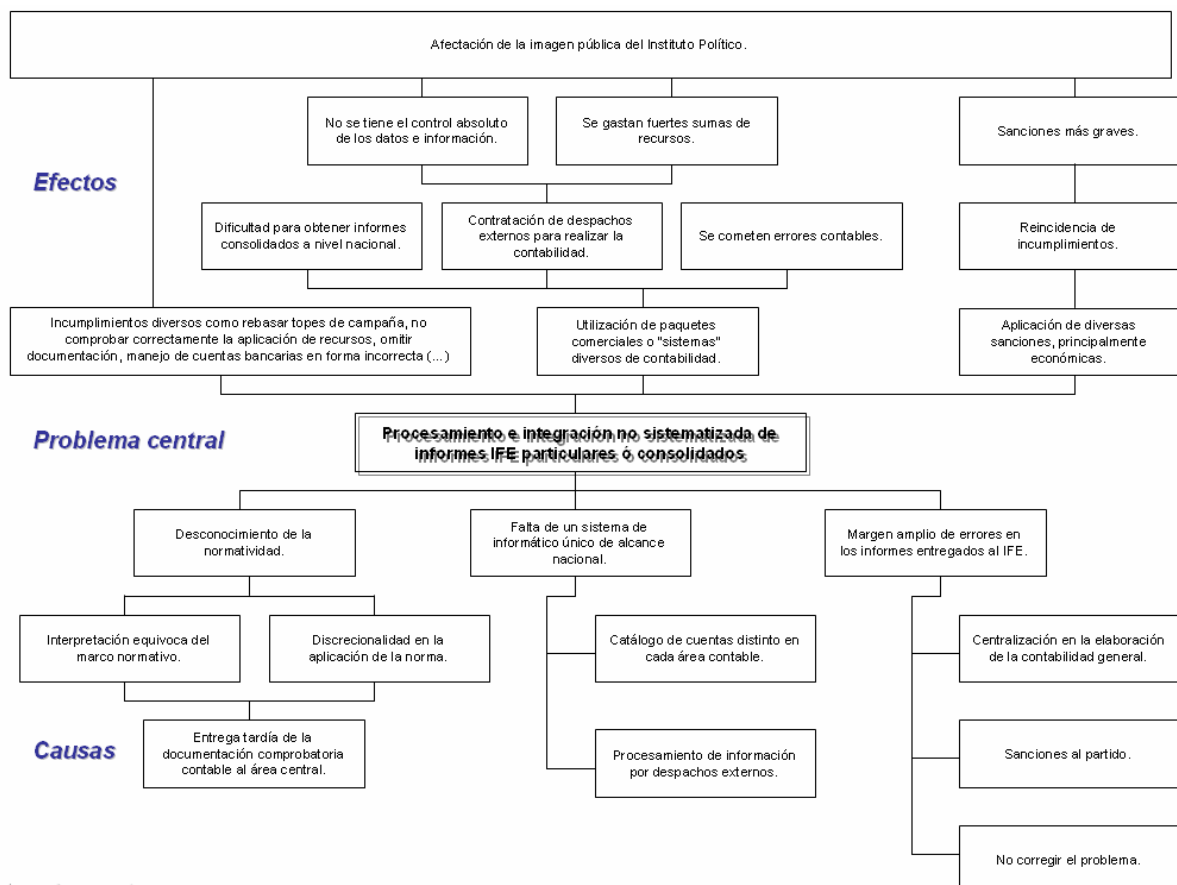 Afectación de la imagen pública del Instituto Político.
No se tiene el control absoluto
de los datos e información.
Se gastan fuertes sumas de
recursos.
Sanciones más graves.
Efectos
Dificultad para obtener informes
consolidados a nivel nacional.
Contratación de despachos
externos para realizar la
contabilidad.
Se cometen errores contables.
Reincidencia de
incumplimientos.
Incumplimientos diversos como rebasar topes de campaña, no
comprobar correctamente la aplicación de recursos, omitir
documentación, manejo de cuentas bancarias en forma incorrecta (...)
Utilización de paquetes
comerciales o "sistemas"
diversos de contabilidad.
Aplicación de diversas
sanciones, principalmente
económicas.
Problema central
Procesamiento e integración no sistematizada de
informes IFE particulares ó consolidados
Desconocimiento de la
normatividad.
Falta de un sistema de
informático único de alcance
nacional.
Margen amplio de errores en
los informes entregados al IFE.
Interpretación equivoca del
marco normativo.
Discrecionalidad en la
aplicación de la norma.
Catálogo de cuentas distinto en
cada área contable.
Centralización en la elaboración
de la contabilidad general.
Causas
Entrega tardía de la
documentación comprobatoria
contable al área central.
Procesamiento de información
por despachos externos.
Sanciones al partido.
No corregir el problema.